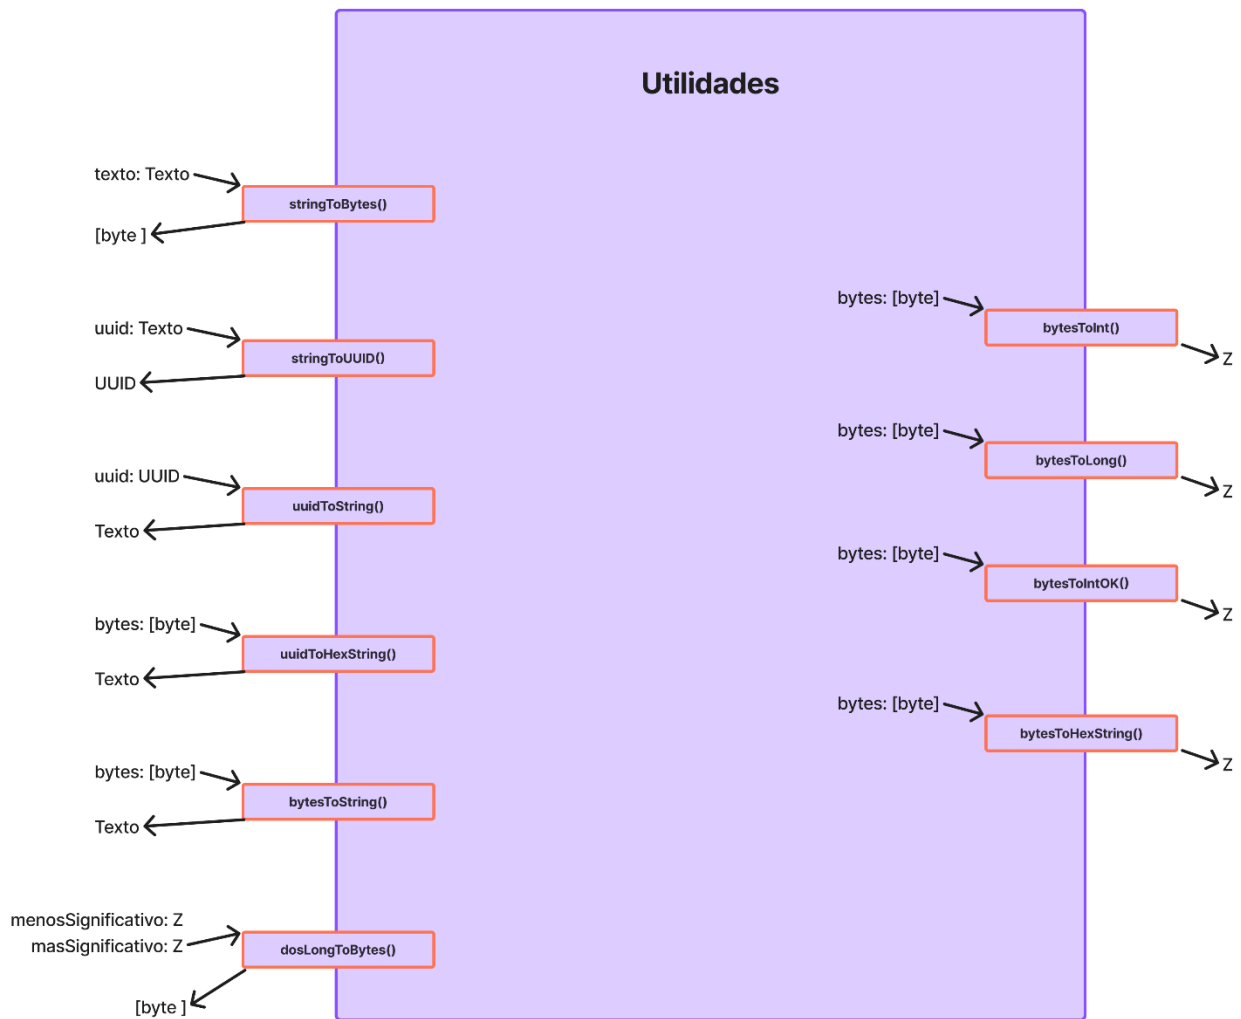 Utilidades
texto: Texto
stringToBytes()
[byte ]
uuid: Texto
stringToUUID()
UUID
uuid: UUID
uuidToString()
Texto
bytes: [byte]
uuidToHexString()
Texto
bytes: [byte]
bytesToString()
Texto
menosSignificativo: Z
masSignificativo: Z
dosLongToBytes()
[byte ]
bytes: [byte]
bytesToInt()
Z
bytes: [byte]
bytesToLong()
Z
bytes: [byte]
bytesToIntOK()
Z
bytes: [byte]
bytesToHexString()
Z